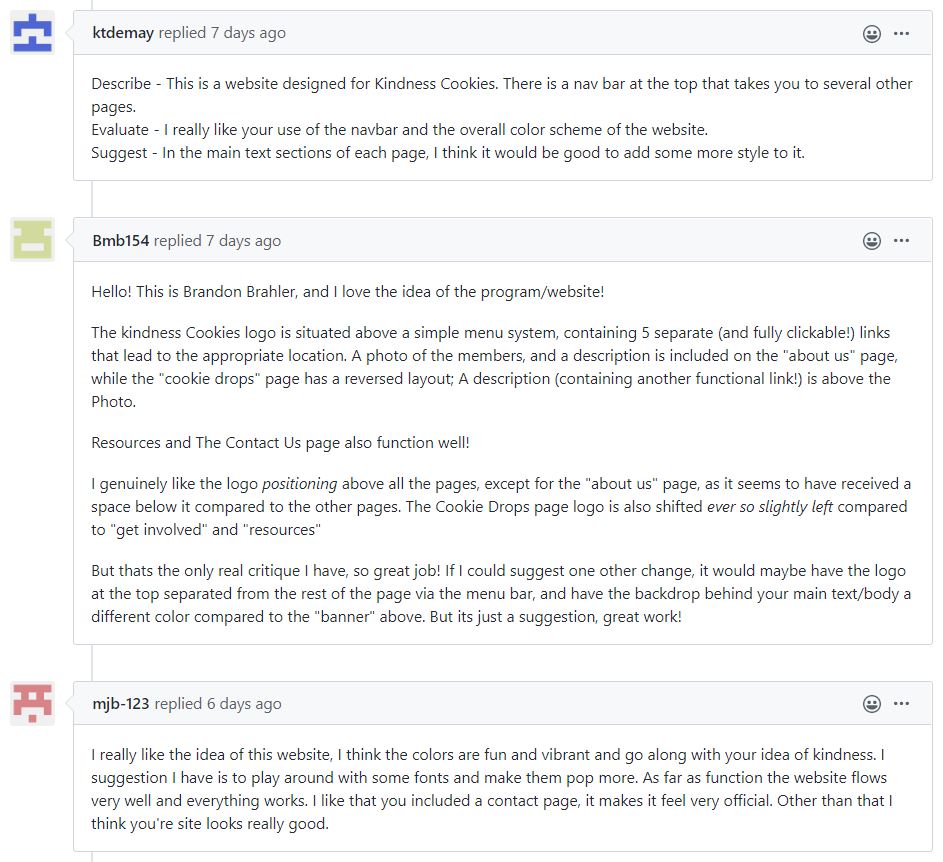 ktdemay replied 7 days ago
Describe - This is a website designed for Kindness Cookies. There is a nav bar at the top that takes you to several other
pages.
Evaluate - I really like your use of the navbar and the overall color scheme of the website.
Suggest - In the main text sections of each page, I think it would be good to add some more style to it.
Bmb154 replied 7 days ago
Hello! This is Brandon Brahler, and I love the idea of the program/website!
The kindness Cookies logo is situated above a simple menu system, containing 5 separate (and fully clickable!) links
that lead to the appropriate location. A photo of the members, and a description is included on the "about us" page,
while the "cookie drops" page has a reversed layout; A description (containing another functional link!) is above the
Photo.
Resources and The Contact Us page also function well!
I genuinely like the logo positioning above all the pages, except for the "about us" page, as it seems to have received a
space below it compared to the other pages. The Cookie Drops page logo is also shifted ever so slightly left compared
to "get involved" and "resources"
But thats the only real critique I have, so great job! If I could suggest one other change, it would maybe have the logo
at the top separated from the rest of the page via the menu bar, and have the backdrop behind your main text/body a
different color compared to the "banner" above. But its just a suggestion, great work!
mjb-123 replied 6 days ago
I really like the idea of this website, I think the colors are fun and vibrant and go along with your idea of kindness. I
suggestion I have is to play around with some fonts and make them pop more. As far as function the website flows
very well and everything works. I like that you included a contact page, it makes it feel very official. Other than that I
think you're site looks really good.